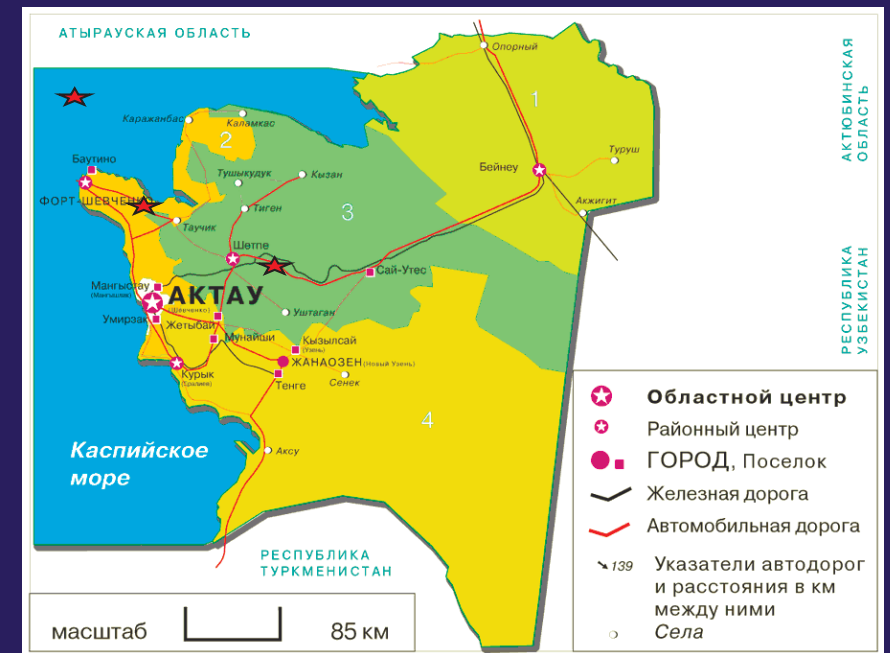 АТЫРАУСКАЯ ОБЛАСТЬ
Опорный
АКТЮБИНСКАЯ
ОБЛАСТЬ
1
Каражанбас
Каламкас
2
Туруш
Баутино
Бейнеу
Тушыкудук
Кызан
ФОРТ-ШЕВЧЕНКО
Тиген
3
Акжигит
Таучик
Шетпе
Сай-Утес
РЕСПУБЛИКА
УЗБЕКИСТАН
Мангыстау
(Мангышлак)
АКТАУ
(Шевченко)
Умирзак
Жетыбай
Уштаган
Мунайши
Кызылсай
(Узень)
ЖАНАОЗЕН (Новый Узень)
Курык
(Ералиев)
Тенге
Сенек
4
Аксу
Каспийское
море
РЕСПУБЛИКА
ТУРКМЕНИСТАН
Областной центр
Районный центр
ГОРОД, Поселок
Железная дорога
Автомобильная дорога
139 Указатели автодорог
и расстояния в км
между ними
Села
масштаб 85 км